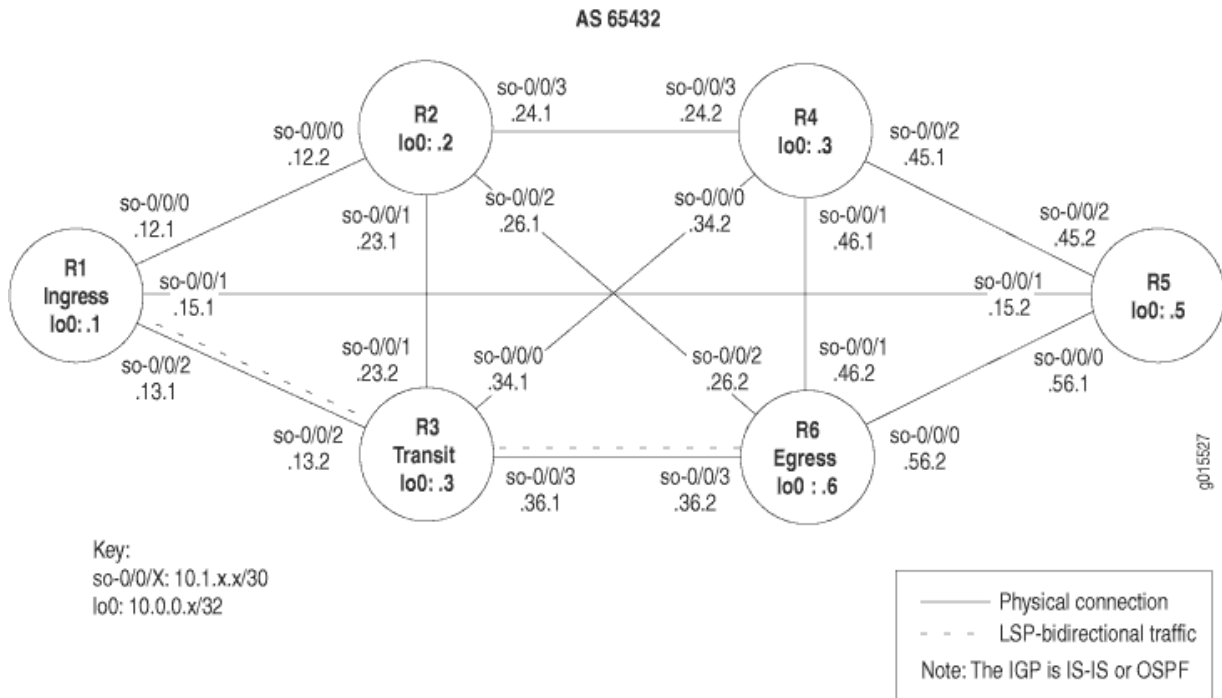 AS 65432
R2
lo0: .2
so-0/0/3
.24.1
so-0/0/3
.24.2
R4
lo0: .3
so-0/0/0
.12.2
so-0/0/2
.45.1
so-0/0/0
.12.1
so-0/0/1
.23.1
so-0/0/2
.26.1
so-0/0/0
.34.2
so-0/0/1
.46.1
so-0/0/2
.45.2
R1
Ingress
lo0: .1
so-0/0/1
.15.1
so-0/0/1
.15.2
R5
lo0: .5
so-0/0/2
.13.1
so-0/0/1
.23.2
so-0/0/0
.34.1
so-0/0/2
.26.2
so-0/0/1
.46.2
so-0/0/0
.56.1
so-0/0/2
.13.2
R3
Transit
lo0: .3
so-0/0/3
.36.1
so-0/0/3
.36.2
R6
Egress
lo0 : .6
so-0/0/0
.56.2
g015527
Key:
so-0/0/X: 10.1.x.x/30
lo0: 10.0.0.x/32
Physical connection
LSP-bidirectional traffic
Note: The IGP is IS-IS or OSPF